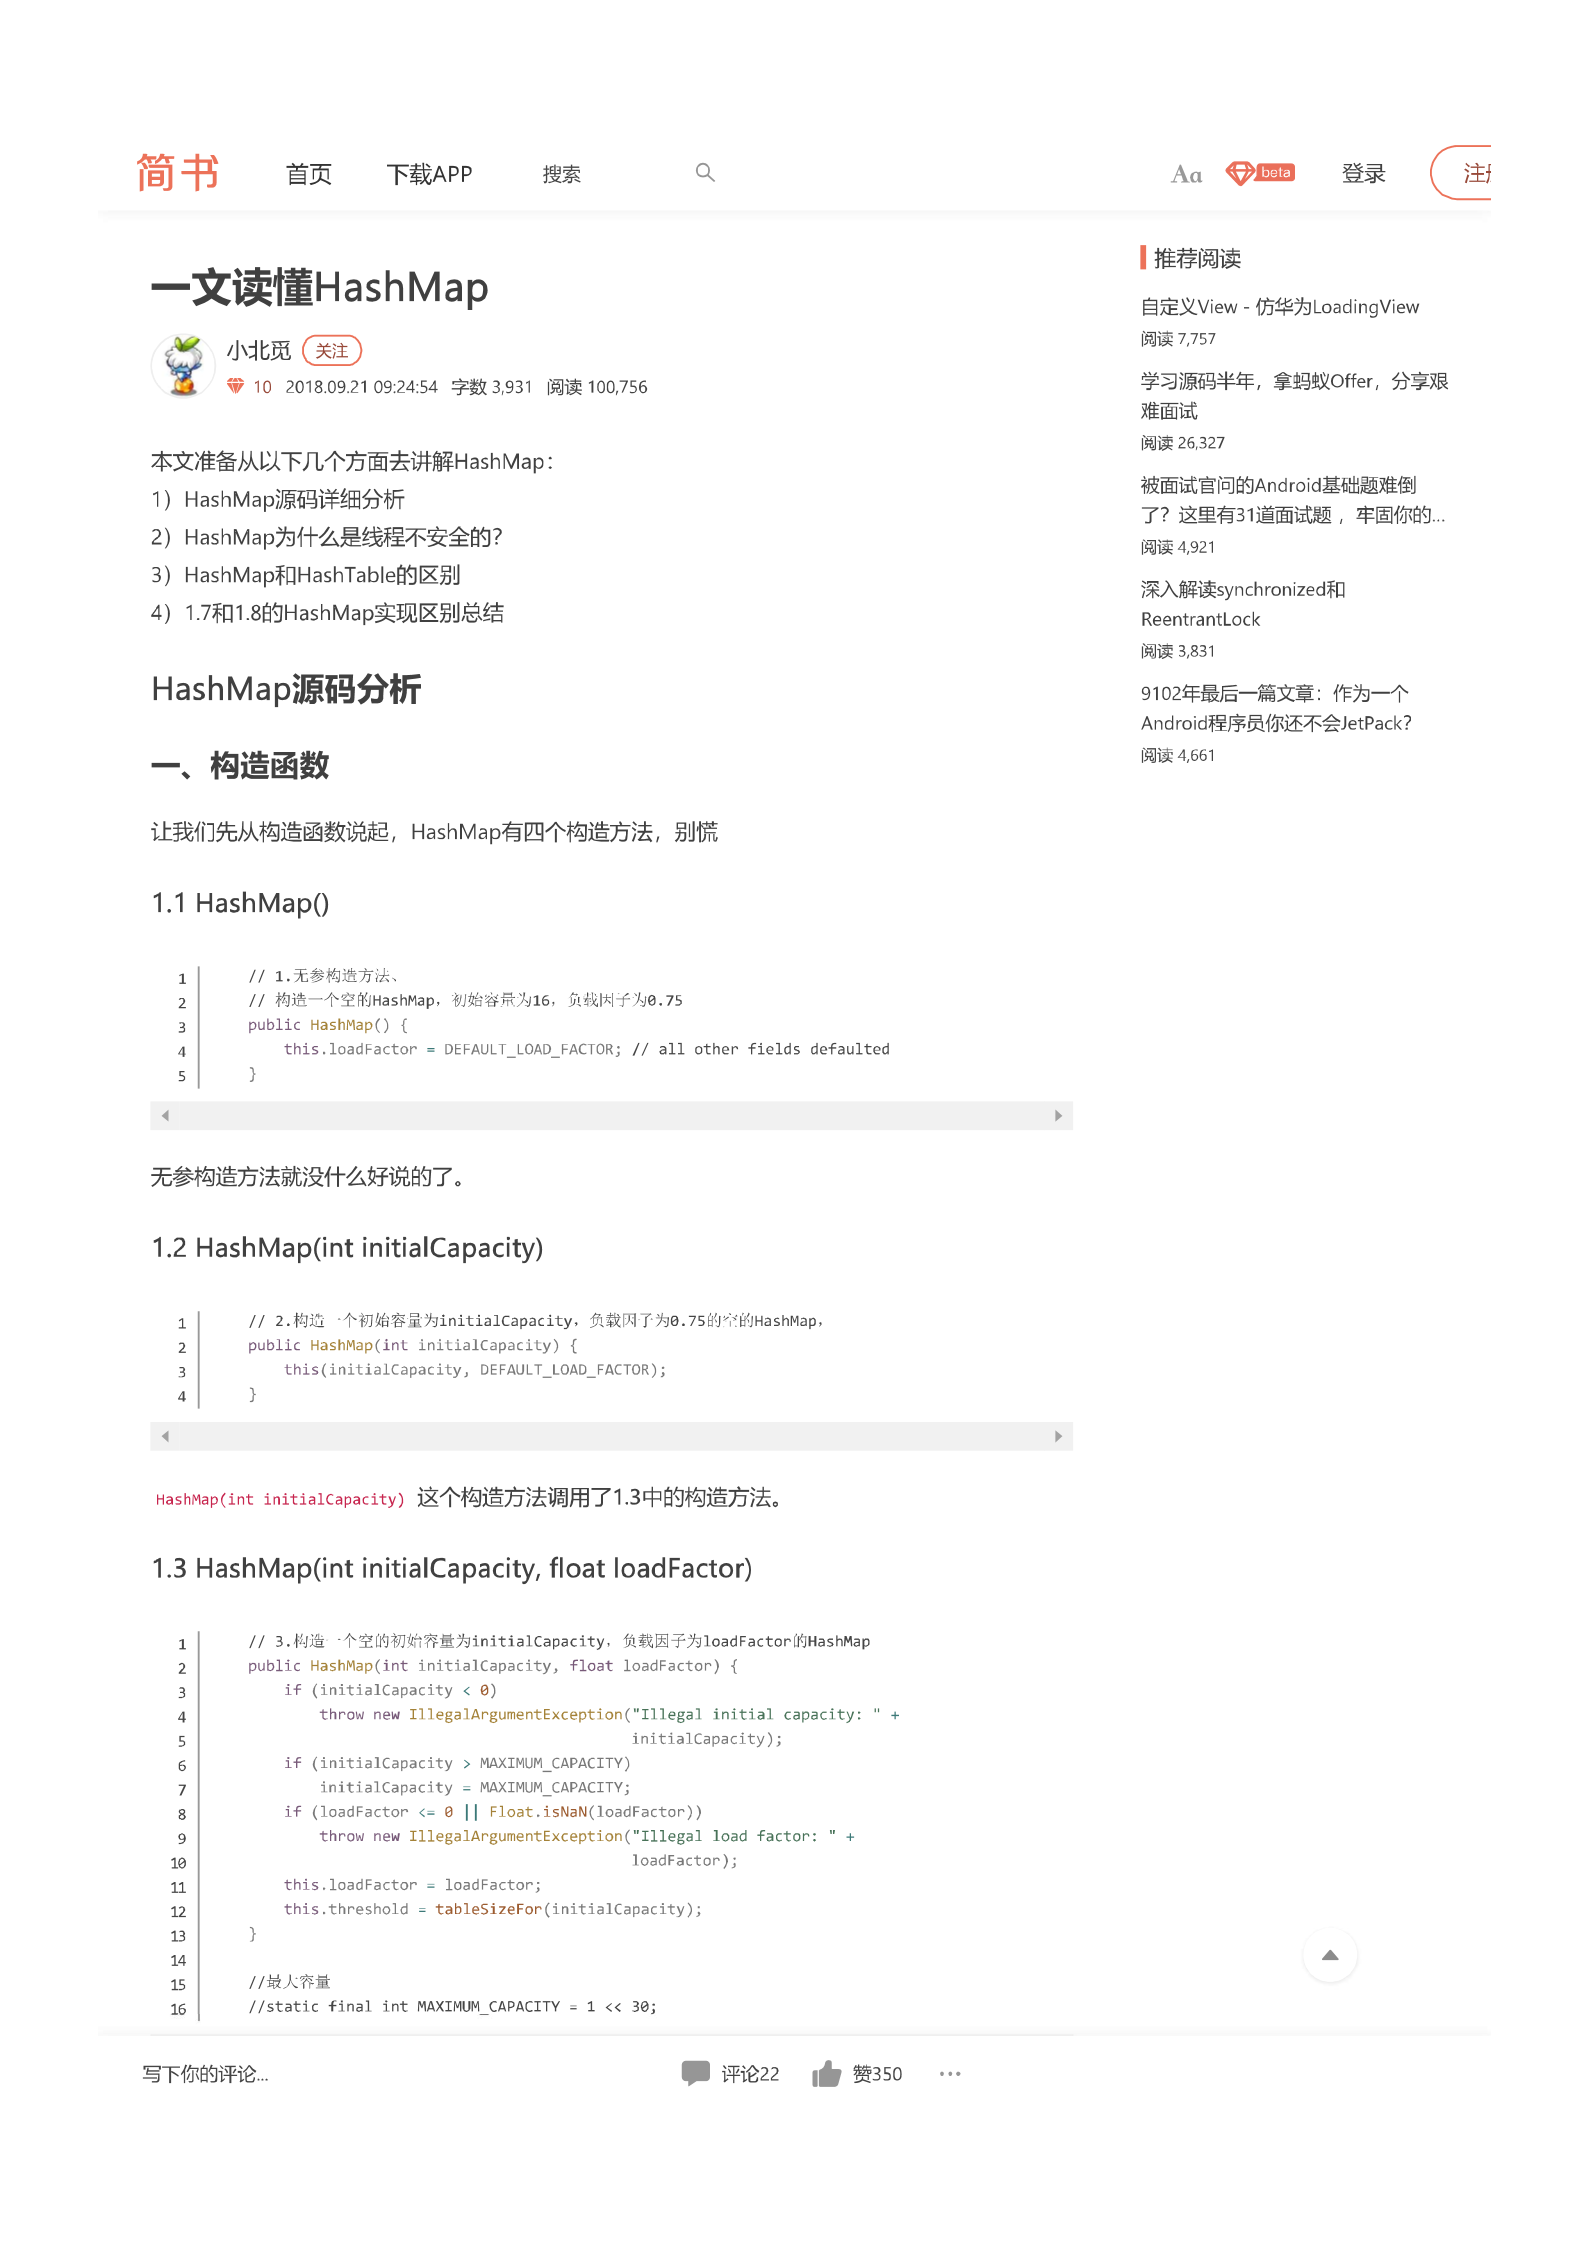 简书 首页 下载APP 搜索 Aa beta 登录
一文读懂HashMap
小北觅 关注
10 2018.09.21 09:24:54 字数 3,931 阅读 100,756
本文准备从以下几个方面去讲解HashMap：
1）HashMap源码详细分析
2）HashMap为什么是线程不安全的？
3）HashMap和HashTable的区别
4）1.7和1.8的HashMap实现区别总结
HashMap源码分析
一、构造函数
让我们先从构造函数说起，HashMap有四个构造方法，别慌
1.1 HashMap()
1 // 1.无参构造方法、
2 // 构造一个空的HashMap，初始容量为16，负载因子为0.75
3 public HashMap() {
4 this.loadFactor = DEFAULT_LOAD_FACTOR; // all other fields defaulted
5 }
无参构造方法就没什么好说的了。
1.2 HashMap(int initialCapacity)
1 // 2.构造一个初始容量为initialCapacity，负载因子为0.75的空的HashMap，
2 public HashMap(int initialCapacity) {
3 this(initialCapacity, DEFAULT_LOAD_FACTOR);
4 }
HashMap(int initialCapacity) 这个构造方法调用了1.3中的构造方法。
1.3 HashMap(int initialCapacity, float loadFactor)
1 // 3.构造一个空的初始容量为initialCapacity，负载因子为loadFactor的HashMap
2 public HashMap(int initialCapacity, float loadFactor) {
3 if (initialCapacity < 0)
4 throw new IllegalArgumentException("Illegal initial capacity: " +
5 initialCapacity);
6 if (initialCapacity > MAXIMUM_CAPACITY)
7 initialCapacity = MAXIMUM_CAPACITY;
8 if (loadFactor <= 0 || Float.isNaN(loadFactor))
9 throw new IllegalArgumentException("Illegal load factor: " +
10 loadFactor);
11 this.loadFactor = loadFactor;
12 this.threshold = tableSizeFor(initialCapacity);
13 }
14
15 //最大容量
16 //static final int MAXIMUM_CAPACITY = 1 << 30;
推荐阅读
自定义View - 仿华为LoadingView
阅读 7,757
学习源码半年，拿蚂蚁Offer，分享艰
难面试
阅读 26,327
被面试官问的Android基础题难倒
了？这里有31道面试题 ，牢固你的...
阅读 4,921
深入解读synchronized和
ReentrantLock
阅读 3,831
9102年最后一篇文章：作为一个
Android程序员你还不会JetPack？
阅读 4,661
写下你的评论... 评论22 赞350 ···